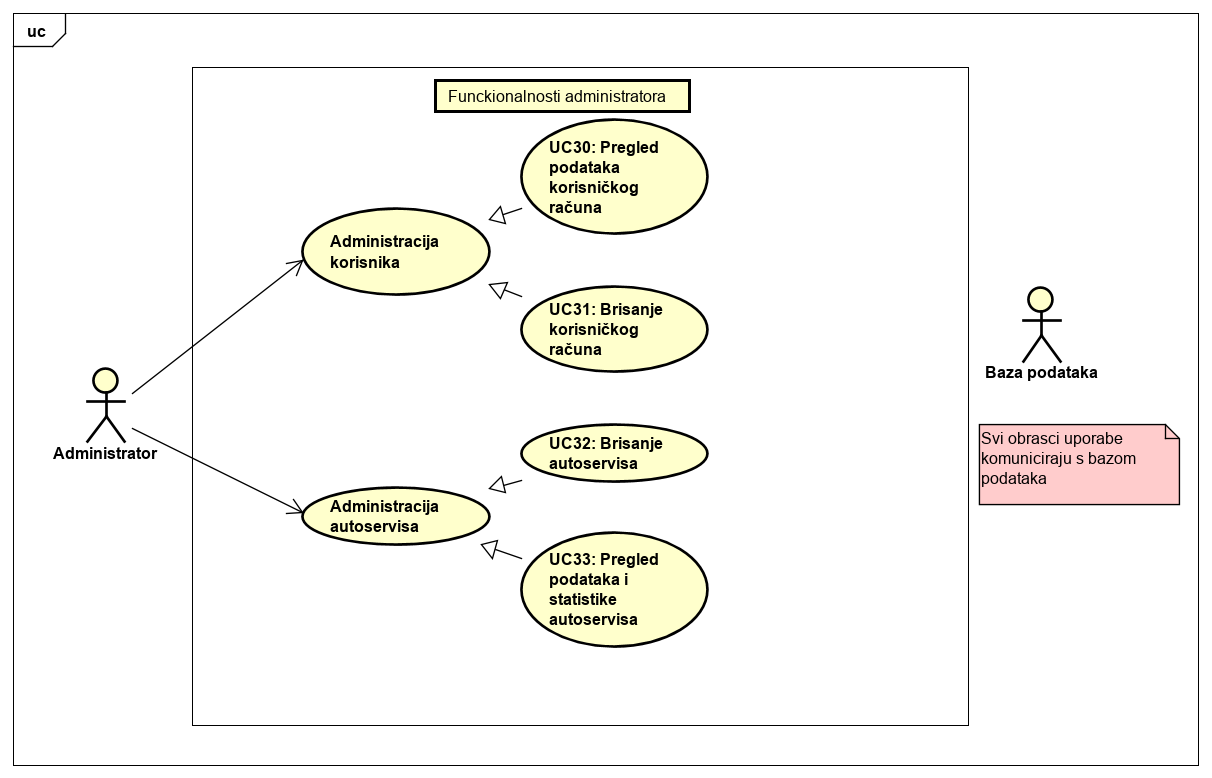 uc
Funckionalnosti administratora
UC30: Pregled
podataka
korisničkog
računa
Administracija
korisnika
UC31: Brisanje
korisničkog
računa
Baza podataka
Administrator
Svi obrasci uporabe
komuniciraju s bazom
podataka
UC32: Brisanje
autoservisa
Administracija
autoservisa
UC33: Pregled
podataka i
statistike
autoservisa